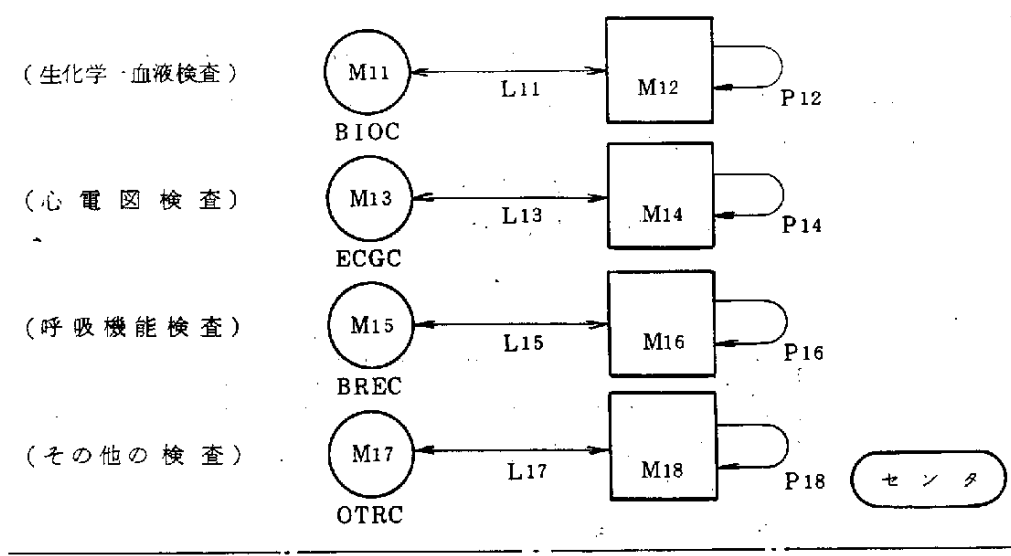 (生化学・血液検査)
M11
L11
M12
P12
BIOC
(心電図検査)
M13
L13
M14
P14
ECGC
(呼吸機能検査)
M15
L15
M16
P16
BREC
(その他の検査)
M17
L17
M18
P18
センタ
OTRC